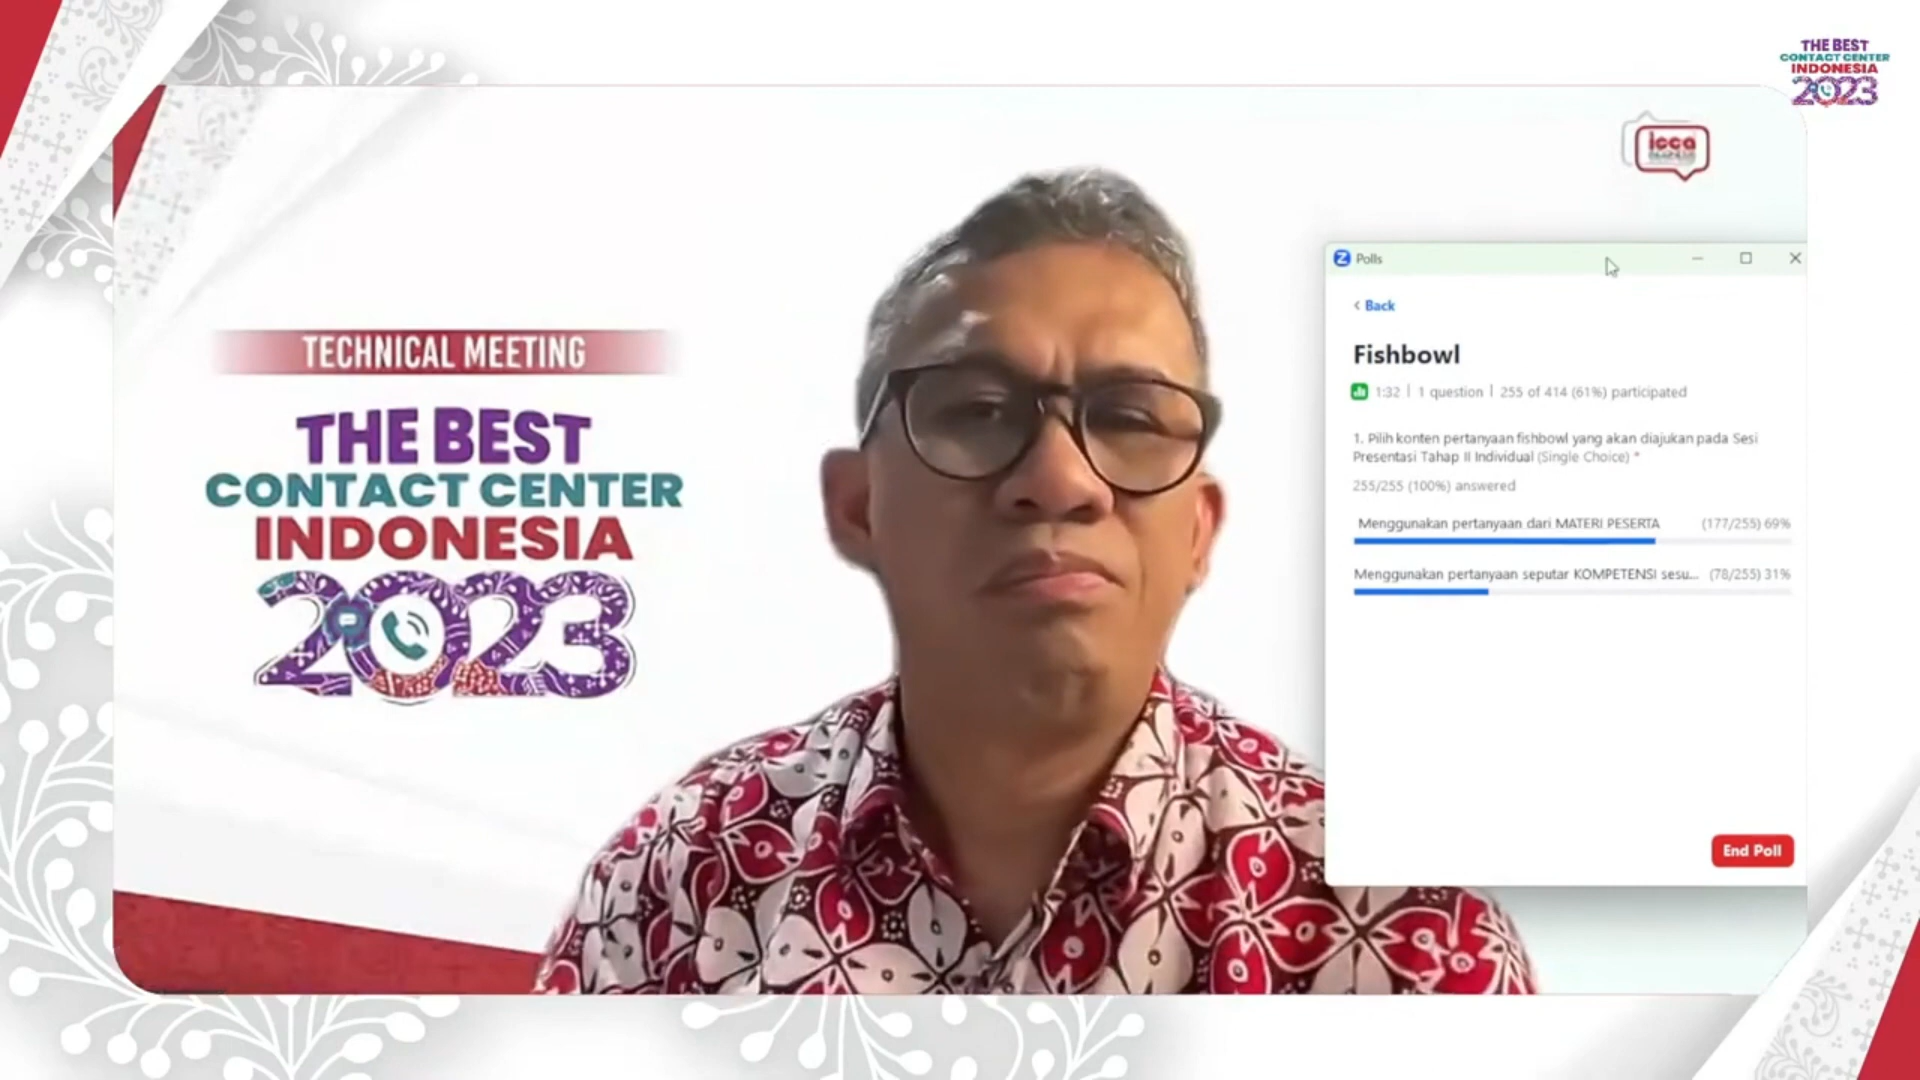 THE BEST
CONTACT CENTER
INDONESIA
2023
icca
TECHNICAL MEETING
THE BEST
CONTACT CENTER
INDONESIA
2023
Polls
Back
Fishbowl
1:32 | 1 question | 255 of 414 (61%) participated
1. Pilih konten pertanyaan fishbowl yang akan diajukan pada Sesi
Presentasi Tahap II Individual (Single Choice) *
255/255 (100%) answered
Menggunakan pertanyaan dari MATERI PESERTA (177/255) 69%
Menggunakan pertanyaan seputar KOMPETENSI sesu... (78/255) 31%
End Poll